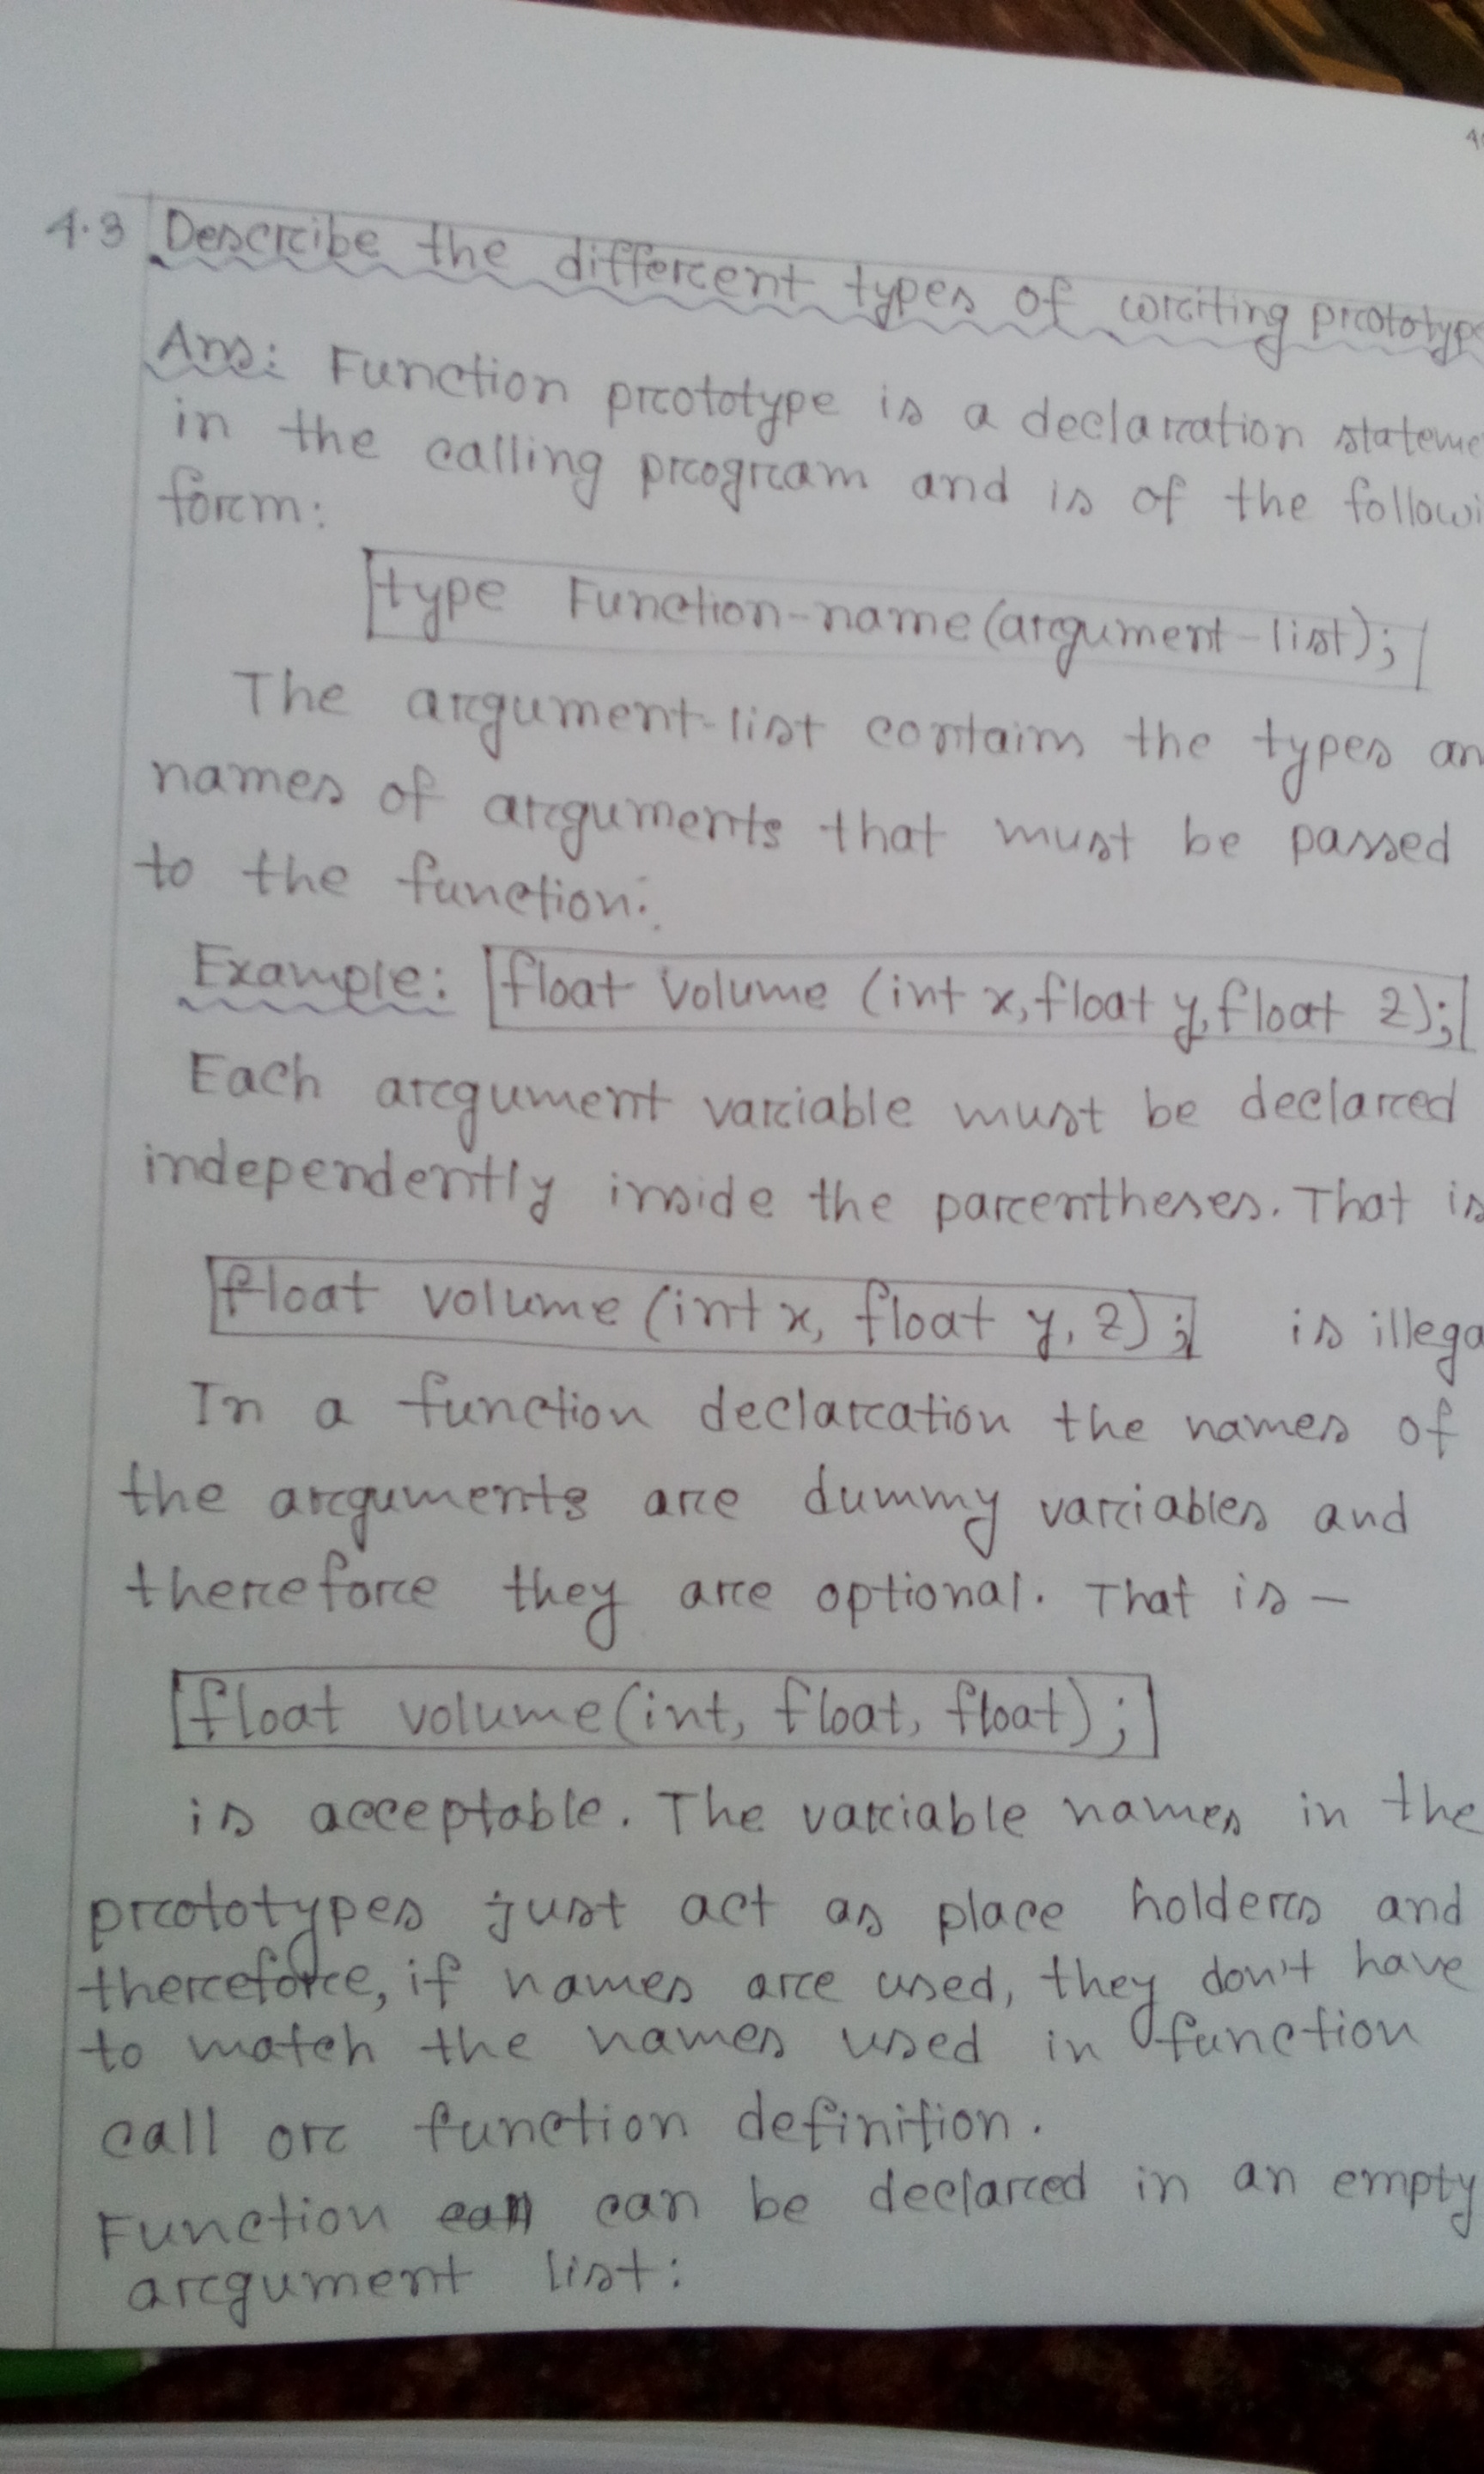 4.3 Describe the different types of writing prototype
Ans: Function prototype is a declaration stateme
in the calling program and is of the followi
form:
type Function-name(argument-list);
The argument-list contains the types an
names of arguments that must be passed
to the function.
Example: float volume (int x, float y, float z);
Each argument variable must be declared
independently inside the parentheses. That is
float volume (int x, float y, z); is illega
In a function declaration the names of
the arguments are dummy variables and
therefore they are optional. That is –
float volume(int, float, float);
is acceptable. The variable names in the
prototypes just act as place holders and
therefore, if names are used, they don't have
to match the names used in function
call or function definition.
Function can be declared in an empty
argument list: